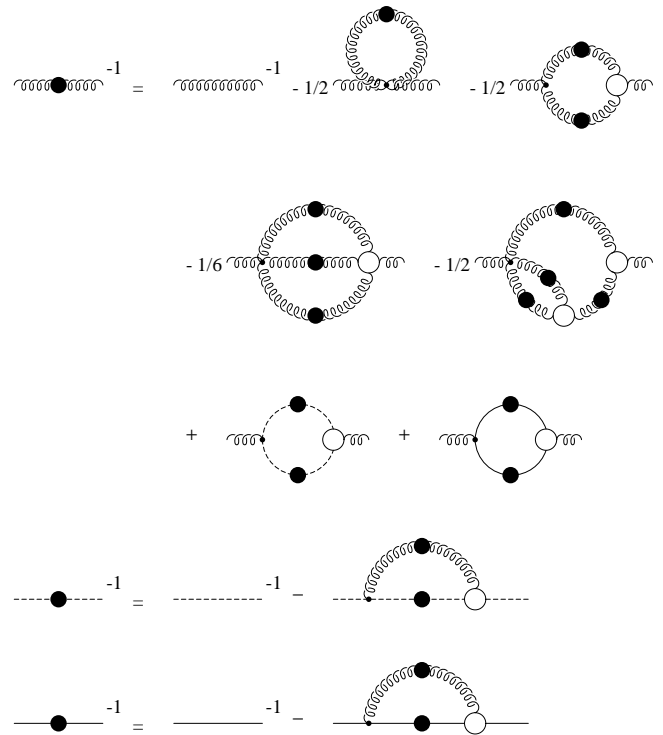 -1 = -1 - 1/2 - 1/2
- 1/6 - 1/2
+ +
-1 = -1 −
-1 = -1 −